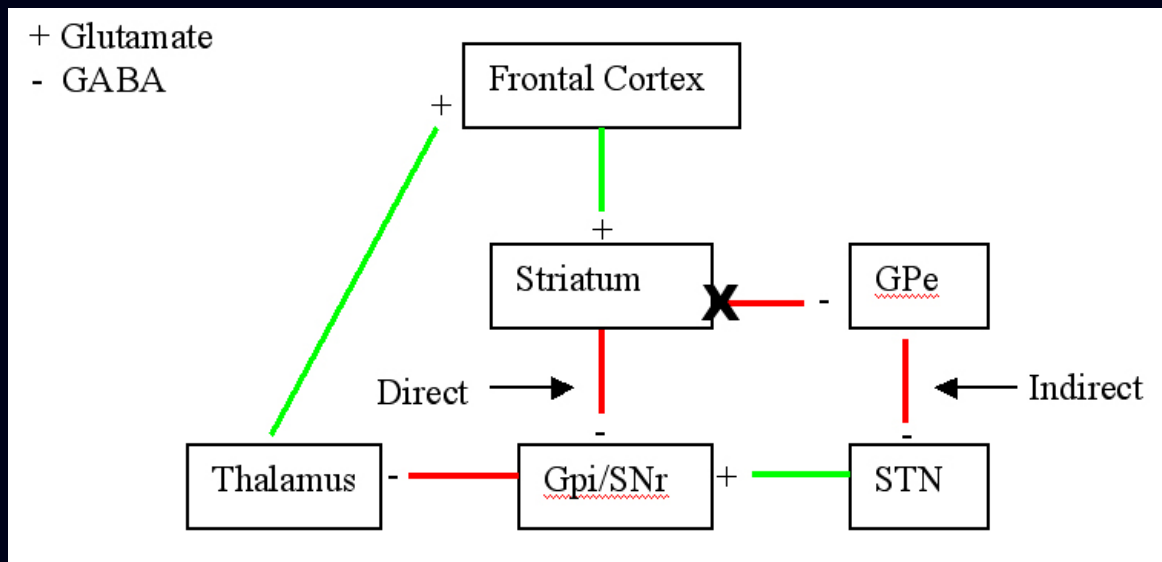 + Glutamate
- GABA
Frontal Cortex
+
+
Striatum
X
-
GPe
Direct
Indirect
-
-
Thalamus
-
Gpi/SNr
+
STN